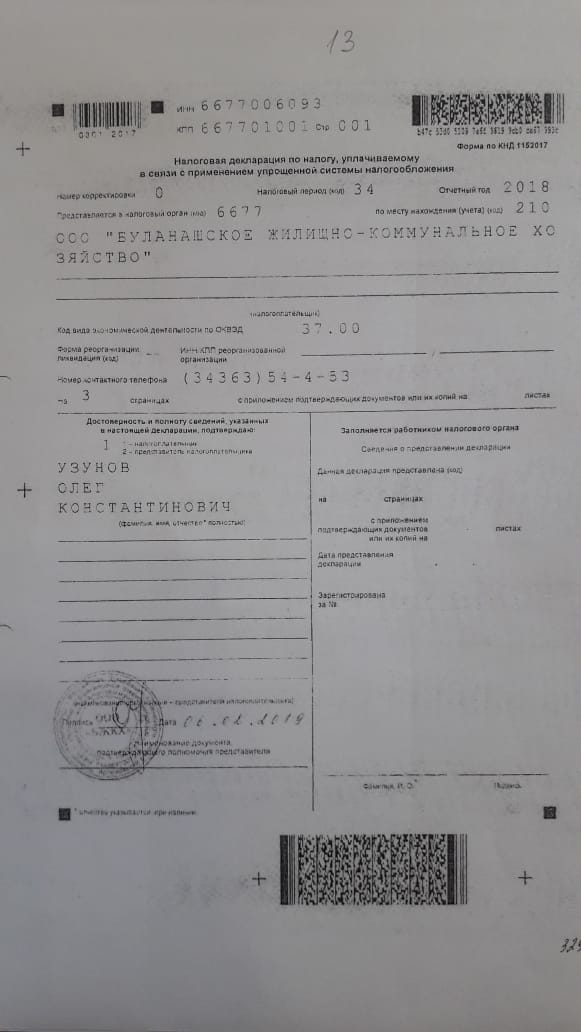 13
ИНН 6677006093
0301 2017
КПП 667701001 Стр. 001
Форма по КНД 1152017
Налоговая декларация по налогу, уплачиваемому
в связи с применением упрощенной системы налогообложения
Номер корректировки 0 Налоговый период (код) 34 Отчетный год 2018
Представляется в налоговый орган (код) 6677 по месту нахождения (учета) (код) 210
ООО "БУЛАНАШСКОЕ ЖИЛИЩНО-КОММУНАЛЬНОЕ ХО
ЗЯЙСТВО"
(налогоплательщик)
Код вида экономической деятельности по ОКВЭД 37.00
Форма реорганизации, ликвидация (код) -- ИНН/КПП реорганизованной организации /
Номер контактного телефона (34363)54-4-53
на 3 страницах с приложением подтверждающих документов или их копий на листах
Достоверность и полноту сведений, указанных
в настоящей декларации, подтверждаю:
1 1 – налогоплательщик
2 – представитель налогоплательщика
УЗУНОВ
ОЛЕГ
КОНСТАНТИНОВИЧ
(фамилия, имя, отчество* полностью)
– представителя налогоплательщика)
Подпись Дата 06.02.2019
ООО
"БЖКХ"
Наименование документа,
подтверждающего полномочия представителя
* Отчество указывается при наличии.
Заполняется работником налогового органа
Сведения о представлении декларации
Данная декларация представлена (код)
на страницах
с приложением
подтверждающих документов
или их копий на листах
Дата представления
декларации . .
Зарегистрирована
за №
Фамилия, И. О.* Подпись